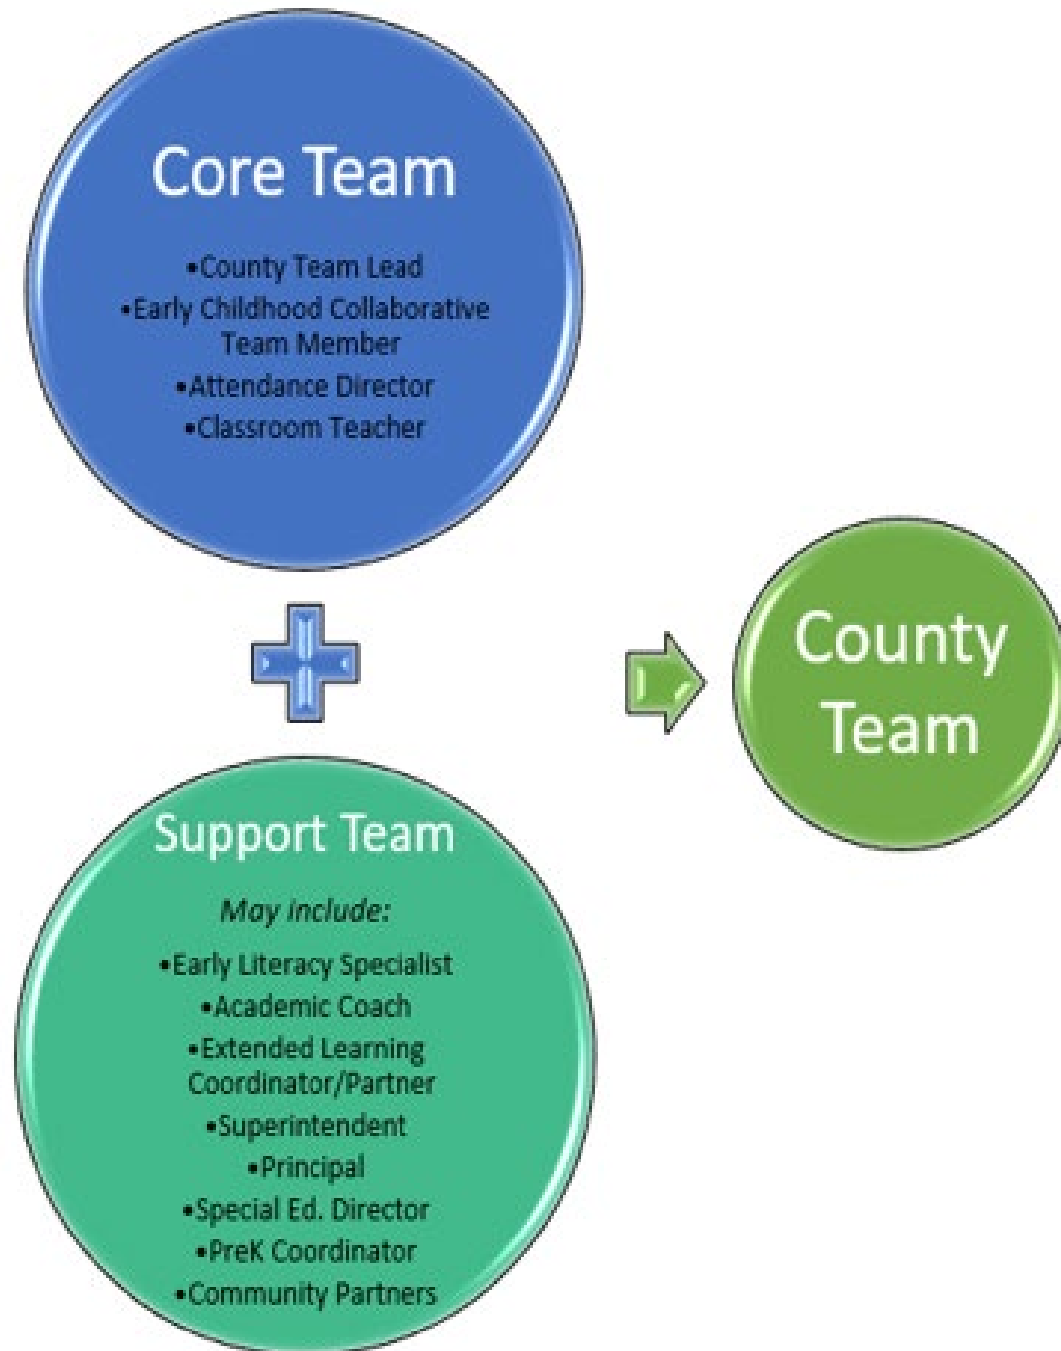 Core Team
•County Team Lead
•Early Childhood Collaborative
Team Member
•Attendance Director
•Classroom Teacher
Support Team
May Include:
•Early Literacy Specialist
•Academic Coach
•Extended Learning
Coordinator/Partner
•Superintendent
•Principal
•Special Ed. Director
•PreK Coordinator
•Community Partners
County
Team